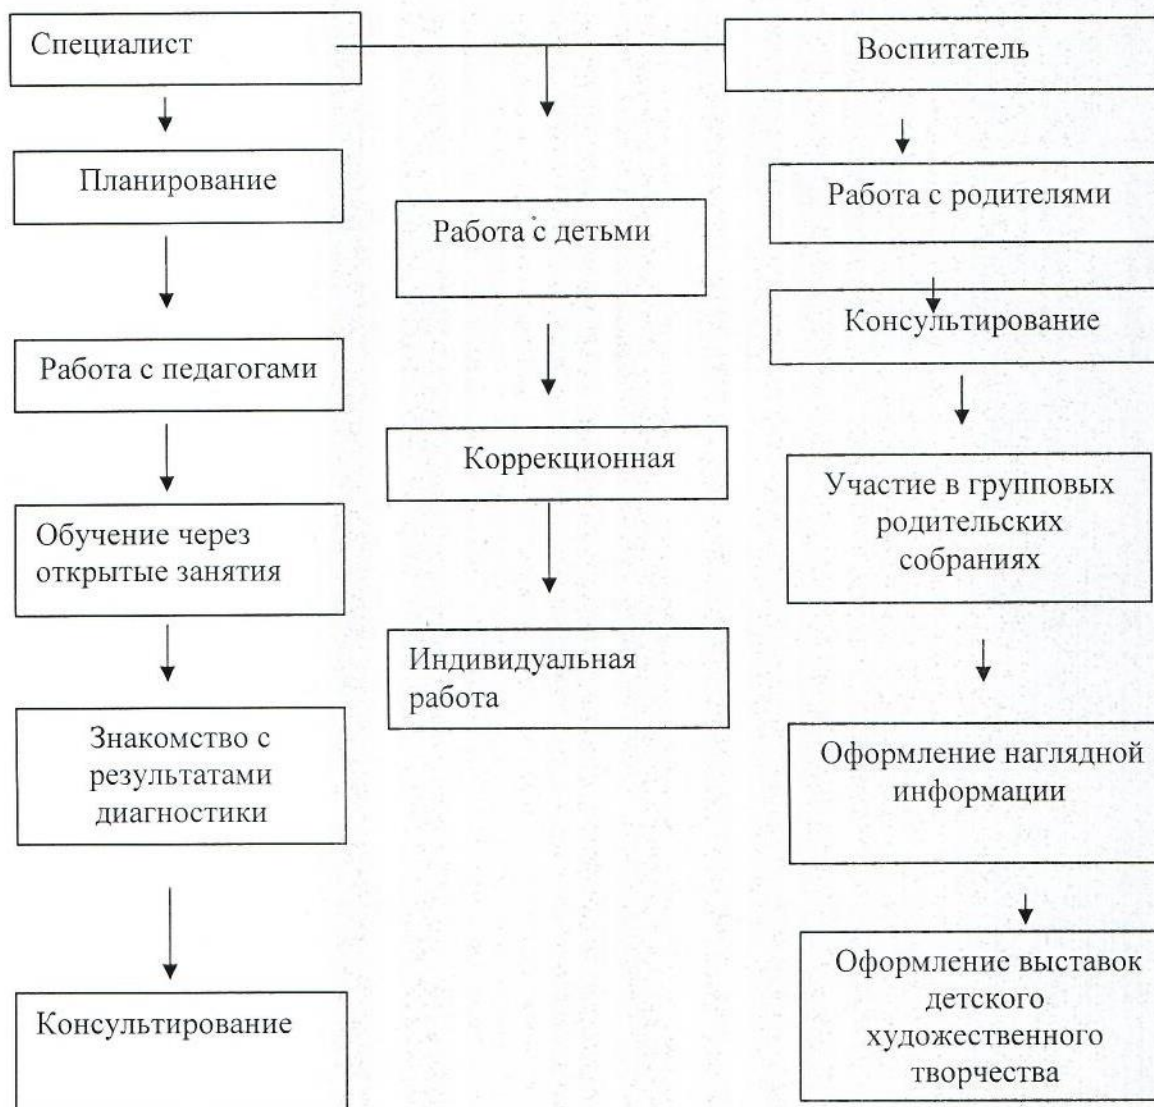 Специалист
Воспитатель
Планирование
Работа с родителями
Работа с детьми
Консультирование
Работа с педагогами
Коррекционная
Участие в групповых
родительских
собраниях
Обучение через
открытые занятия
Индивидуальная
работа
Знакомство с
результатами
диагностики
Оформление наглядной
информации
Оформление выставок
детского
художественного
творчества
Консультирование